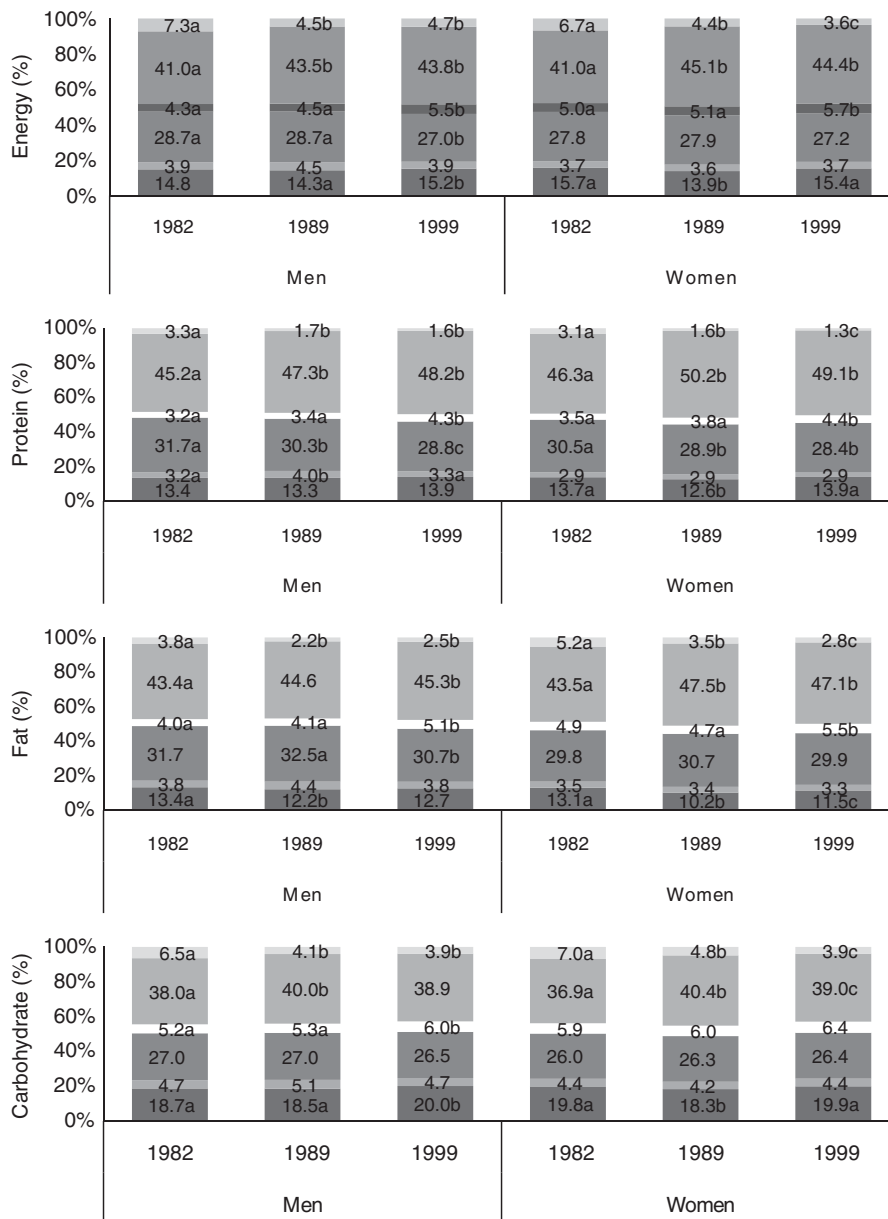 Energy (%)
100%
80%
60%
40%
20%
0%
7.3a 4.5b 4.7b 6.7a 4.4b 3.6c
41.0a 43.5b 43.8b 41.0a 45.1b 44.4b
4.3a 4.5a 5.5b 5.0a 5.1a 5.7b
28.7a 28.7a 27.0b 27.8 27.9 27.2
3.9 4.5 3.9 3.7 3.6 3.7
14.8 14.3a 15.2b 15.7a 13.9b 15.4a
1982 1989 1999 1982 1989 1999
Men Women
Protein (%)
100%
80%
60%
40%
20%
0%
3.3a 1.7b 1.6b 3.1a 1.6b 1.3c
45.2a 47.3b 48.2b 46.3a 50.2b 49.1b
3.2a 3.4a 4.3b 3.5a 3.8a 4.4b
31.7a 30.3b 28.8c 30.5a 28.9b 28.4b
3.2a 4.0b 3.3a 2.9 2.9 2.9
13.4 13.3 13.9 13.7a 12.6b 13.9a
1982 1989 1999 1982 1989 1999
Men Women
Fat (%)
100%
80%
60%
40%
20%
0%
3.8a 2.2b 2.5b 5.2a 3.5b 2.8c
43.4a 44.6 45.3b 43.5a 47.5b 47.1b
4.0a 4.1a 5.1b 4.9 4.7a 5.5b
31.7 32.5a 30.7b 29.8 30.7 29.9
3.8 4.4 3.8 3.5 3.4 3.3
13.4a 12.2b 12.7 13.1a 10.2b 11.5c
1982 1989 1999 1982 1989 1999
Men Women
Carbohydrate (%)
100%
80%
60%
40%
20%
0%
6.5a 4.1b 3.9b 7.0a 4.8b 3.9c
38.0a 40.0b 38.9 36.9a 40.4b 39.0c
5.2a 5.3a 6.0b 5.9 6.0 6.4
27.0 27.0 26.5 26.0 26.3 26.4
4.7 5.1 4.7 4.4 4.2 4.4
18.7a 18.5a 20.0b 19.8a 18.3b 19.9a
1982 1989 1999 1982 1989 1999
Men Women